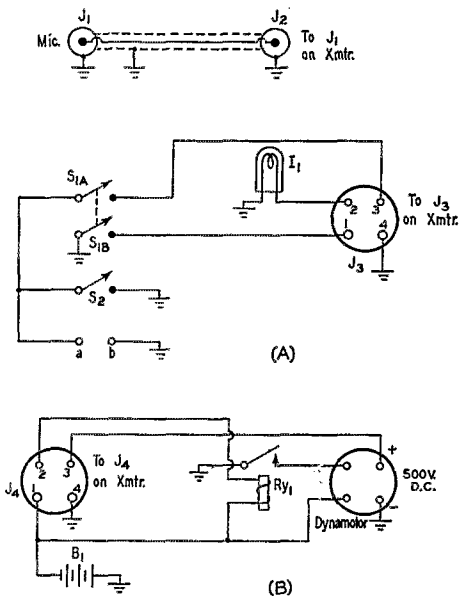 J1 J2
Mic. To J1
on Xmtr.
S1A I1
2 3 To J3
on Xmtr.
S1B 1 4
J3
S2
a b
(A)
2 3 To J4
on Xmtr.
J4 1 4
Ry1
+
500V.
D.C.
-
Dynamotor
B1
(B)